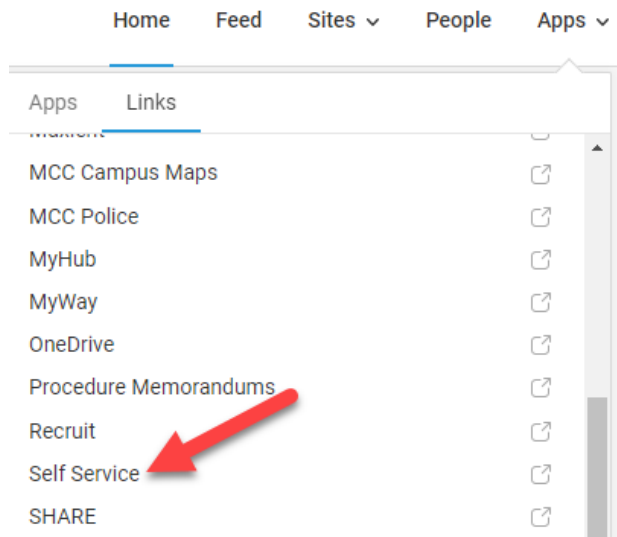 Home Feed Sites People Apps
Apps Links
MCC Campus Maps
MCC Police
MyHub
MyWay
OneDrive
Procedure Memorandums
Recruit
Self Service
SHARE